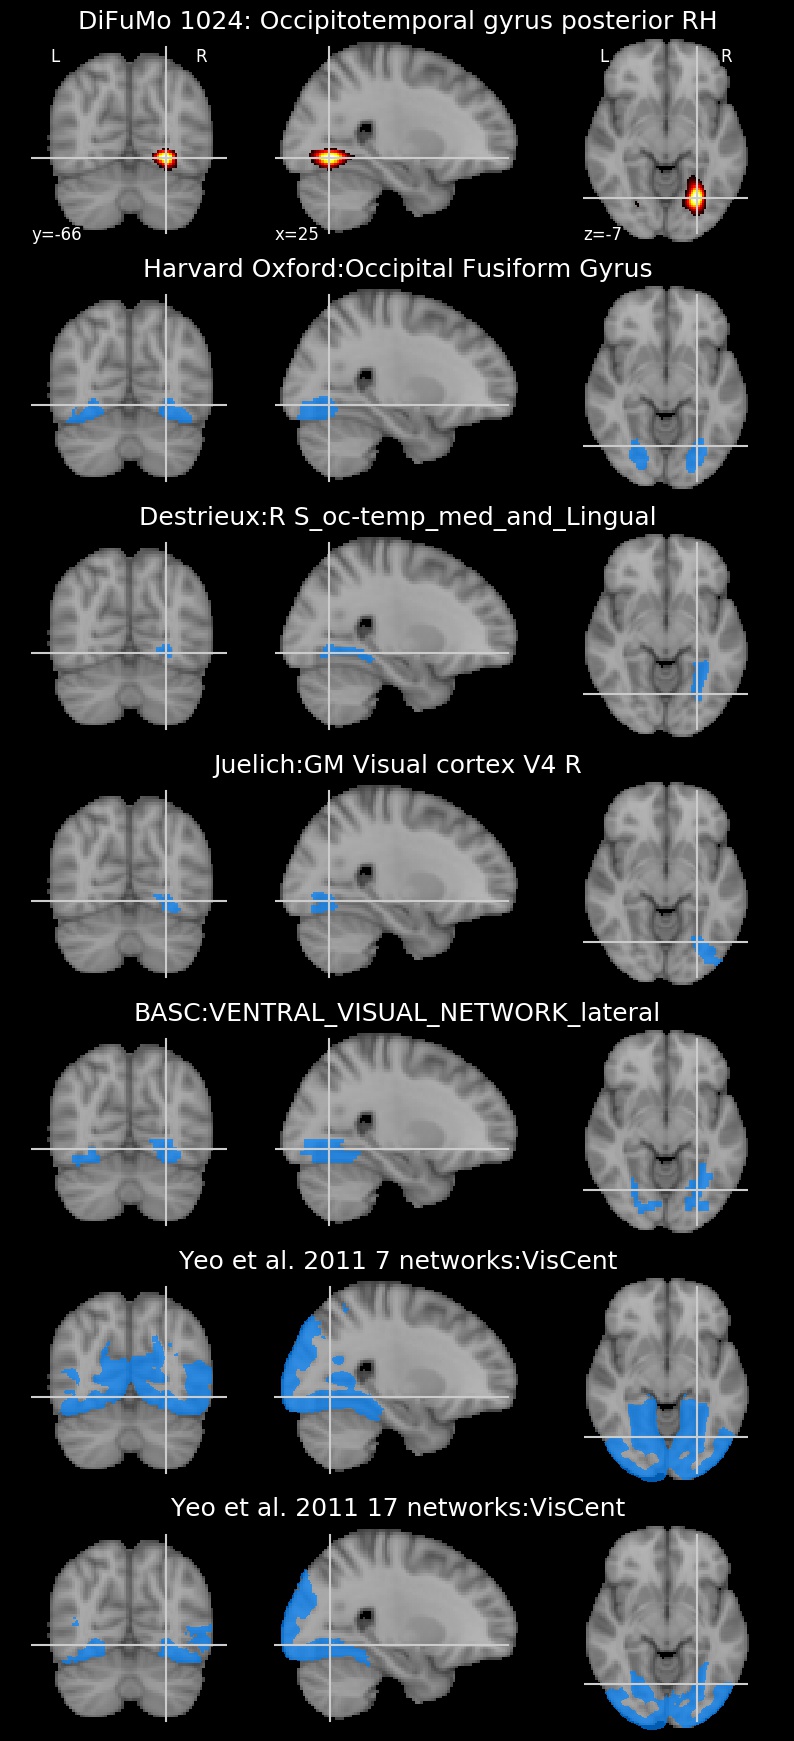 DiFuMo 1024: Occipitotemporal gyrus posterior RH
L R L R
y=-66 x=25 z=-7
Harvard Oxford:Occipital Fusiform Gyrus
Destrieux:R S_oc-temp_med_and_Lingual
Juelich:GM Visual cortex V4 R
BASC:VENTRAL_VISUAL_NETWORK_lateral
Yeo et al. 2011 7 networks:VisCent
Yeo et al. 2011 17 networks:VisCent